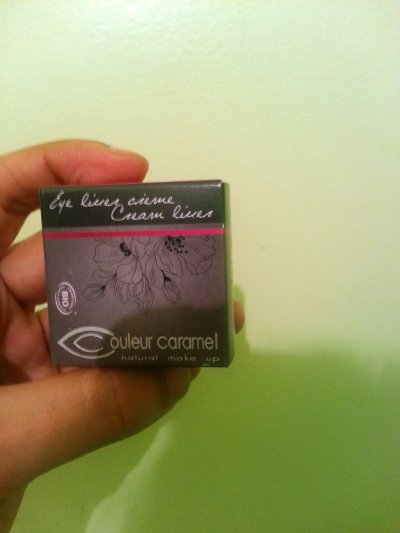 Eye liner crème
Cream liner
BIO
Couleur caramel
natural make up